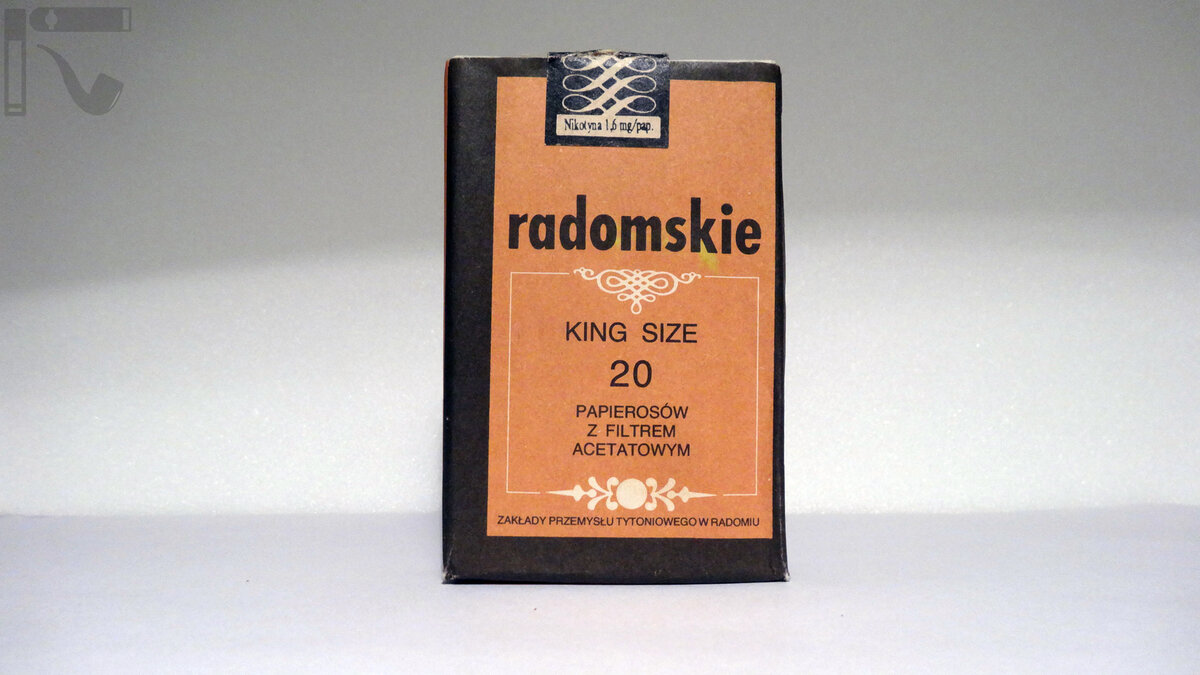 Nikotyna 1,6 mg/pap.
radomskie
KING SIZE
20
PAPIEROSÓW
Z FILTREM
ACETATOWYM
ZAKŁADY PRZEMYSŁU TYTONIOWEGO W RADOMIU